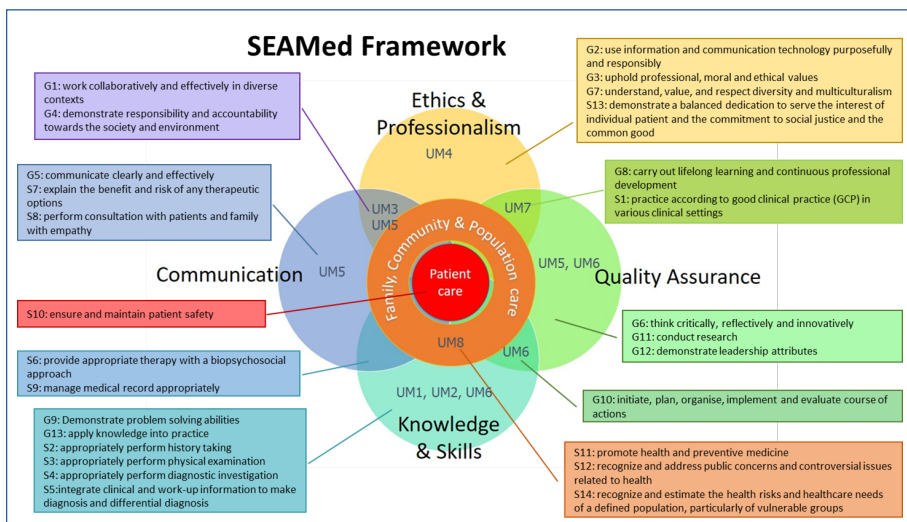 SEAMed Framework
G1: work collaboratively and effectively in diverse
contexts
G4: demonstrate responsibility and accountability
towards the society and environment
G2: use information and communication technology purposefully
and responsibly
G3: uphold professional, moral and ethical values
G7: understand, value, and respect diversity and multiculturalism
S13: demonstrate a balanced dedication to serve the interest of
individual patient and the commitment to social justice and the
common good
Ethics &
Professionalism
UM4
G5: communicate clearly and effectively
S7: explain the benefit and risk of any therapeutic
options
S8: perform consultation with patients and family
with empathy
G8: carry out lifelong learning and continuous professional
development
S1: practice according to good clinical practice (GCP) in
various clinical settings
UM3
UM5
UM7
Family, Community & Population care
Communication
UM5
Patient
care
UM5, UM6
Quality Assurance
S10: ensure and maintain patient safety
G6: think critically, reflectively and innovatively
G11: conduct research
G12: demonstrate leadership attributes
UM8
UM6
S6: provide appropriate therapy with a biopsychosocial
approach
S9: manage medical record appropriately
UM1, UM2, UM6
Knowledge
& Skills
G10: initiate, plan, organise, implement and evaluate course of
actions
G9: Demonstrate problem solving abilities
G13: apply knowledge into practice
S2: appropriately perform history taking
S3: appropriately perform physical examination
S4: appropriately perform diagnostic investigation
S5:integrate clinical and work-up information to make
diagnosis and differential diagnosis
S11: promote health and preventive medicine
S12: recognize and address public concerns and controversial issues
related to health
S14: recognize and estimate the health risks and healthcare needs
of a defined population, particularly of vulnerable groups